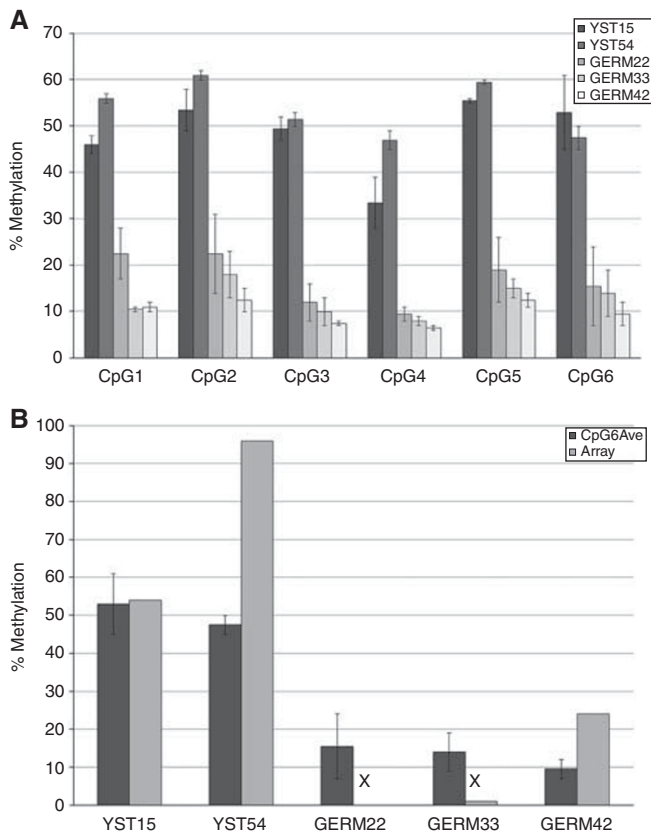 A
70
60
50
40
30
20
10
0
% Methylation
YST15
YST54
GERM22
GERM33
GERM42
CpG1 CpG2 CpG3 CpG4 CpG5 CpG6
B
100
90
80
70
60
50
40
30
20
10
0
% Methylation
CpG6Ave
Array
X X
YST15 YST54 GERM22 GERM33 GERM42